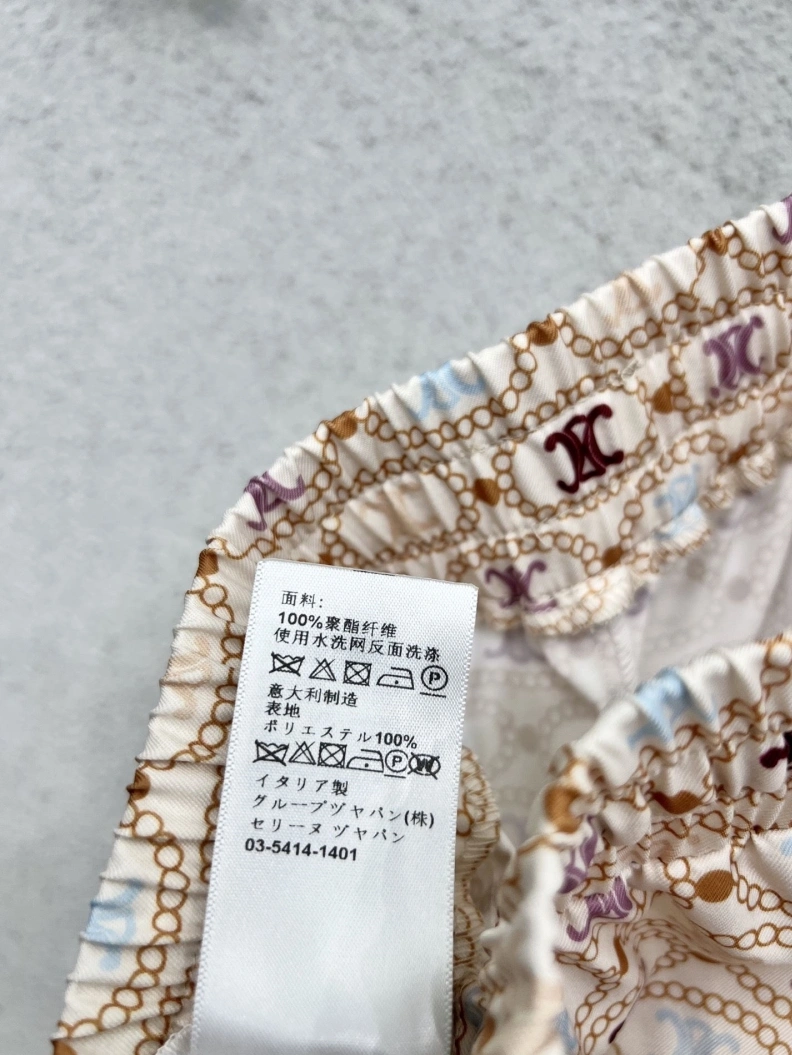 面料:
100%聚酯纤维
使用水洗网反面洗涤
P
意大利制造
表地
ポリエステル100%
P W
イタリア製
グループヅヤパン(株)
セリーヌ ヅヤパン
03-5414-1401